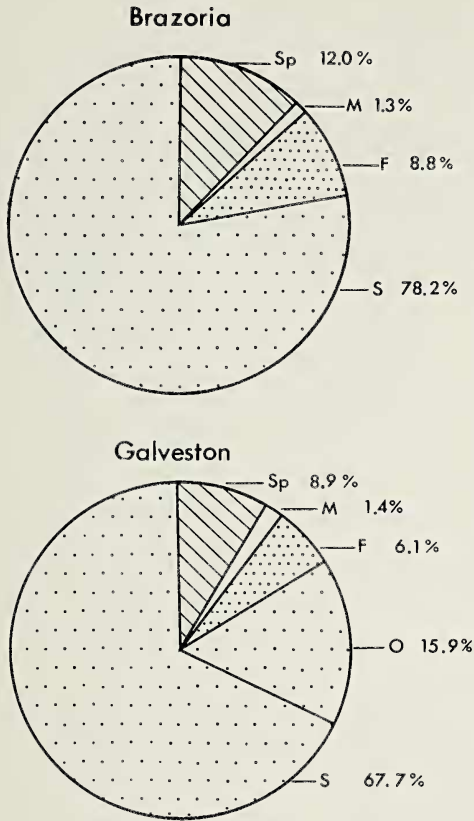 Brazoria
Sp 12.0%
M 1.3%
F 8.8%
S 78.2%
Galveston
Sp 8.9%
M 1.4%
F 6.1%
O 15.9%
S 67.7%